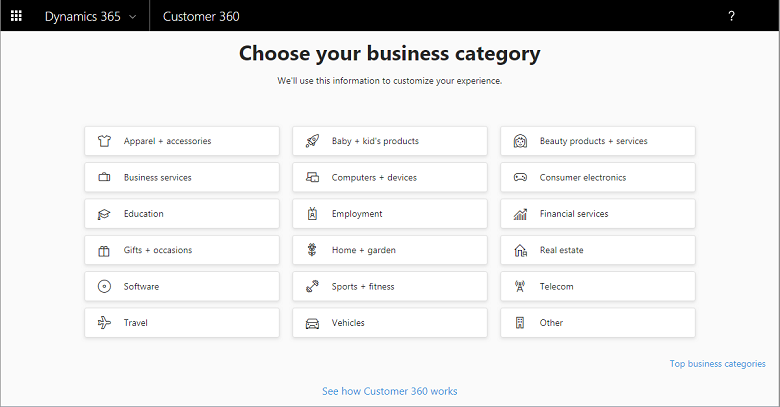 Dynamics 365 Customer 360 ?
Choose your business category
We'll use this information to customize your experience.
Apparel + accessories Baby + kid's products Beauty products + services
Business services Computers + devices Consumer electronics
Education Employment Financial services
Gifts + occasions Home + garden Real estate
Software Sports + fitness Telecom
Travel Vehicles Other
Top business categories
See how Customer 360 works